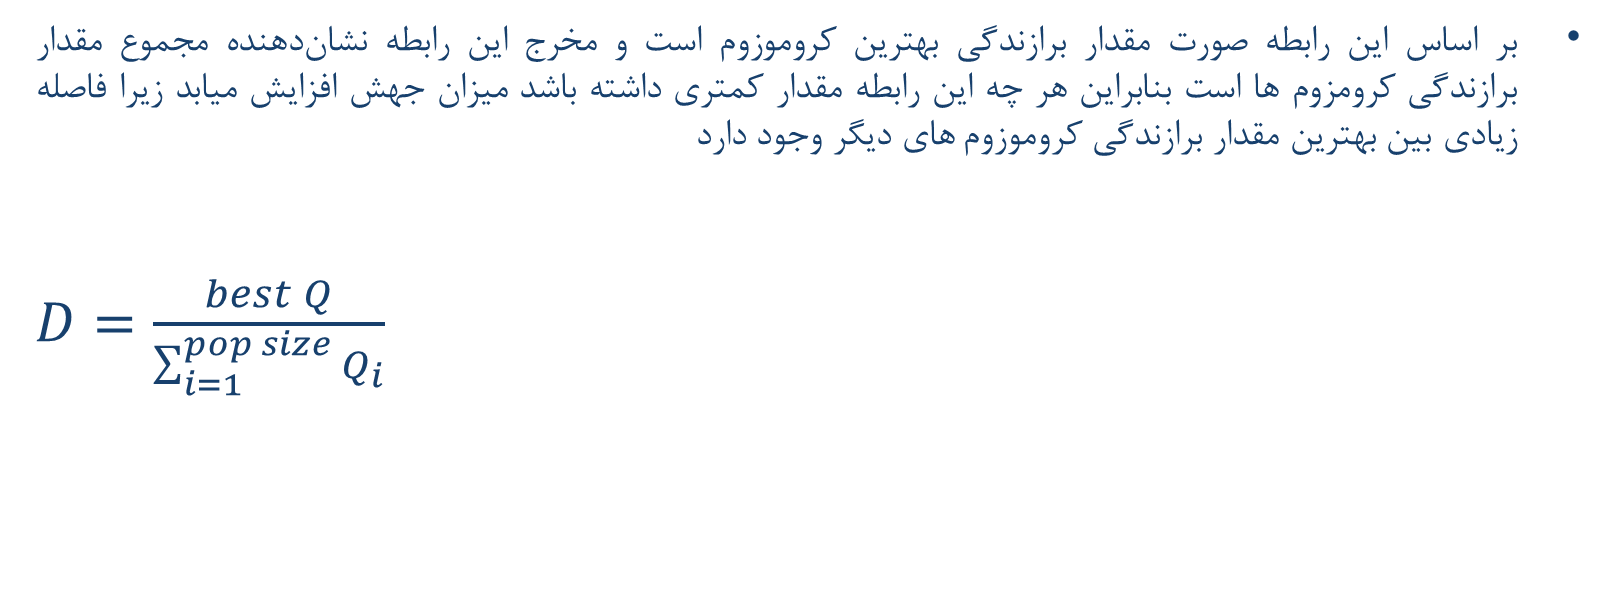 • بر اساس این رابطه صورت مقدار برازندگی بهترین کروموزوم است و مخرج این رابطه نشان‌دهنده مجموع مقدار
برازندگی کرومزوم ها است بنابراین هر چه این رابطه مقدار کمتری داشته باشد میزان جهش افزایش میابد زیرا فاصله
زیادی بین بهترین مقدار برازندگی کروموزوم های دیگر وجود دارد
D = best Q / ∑_{i=1}^{pop size} Q_i